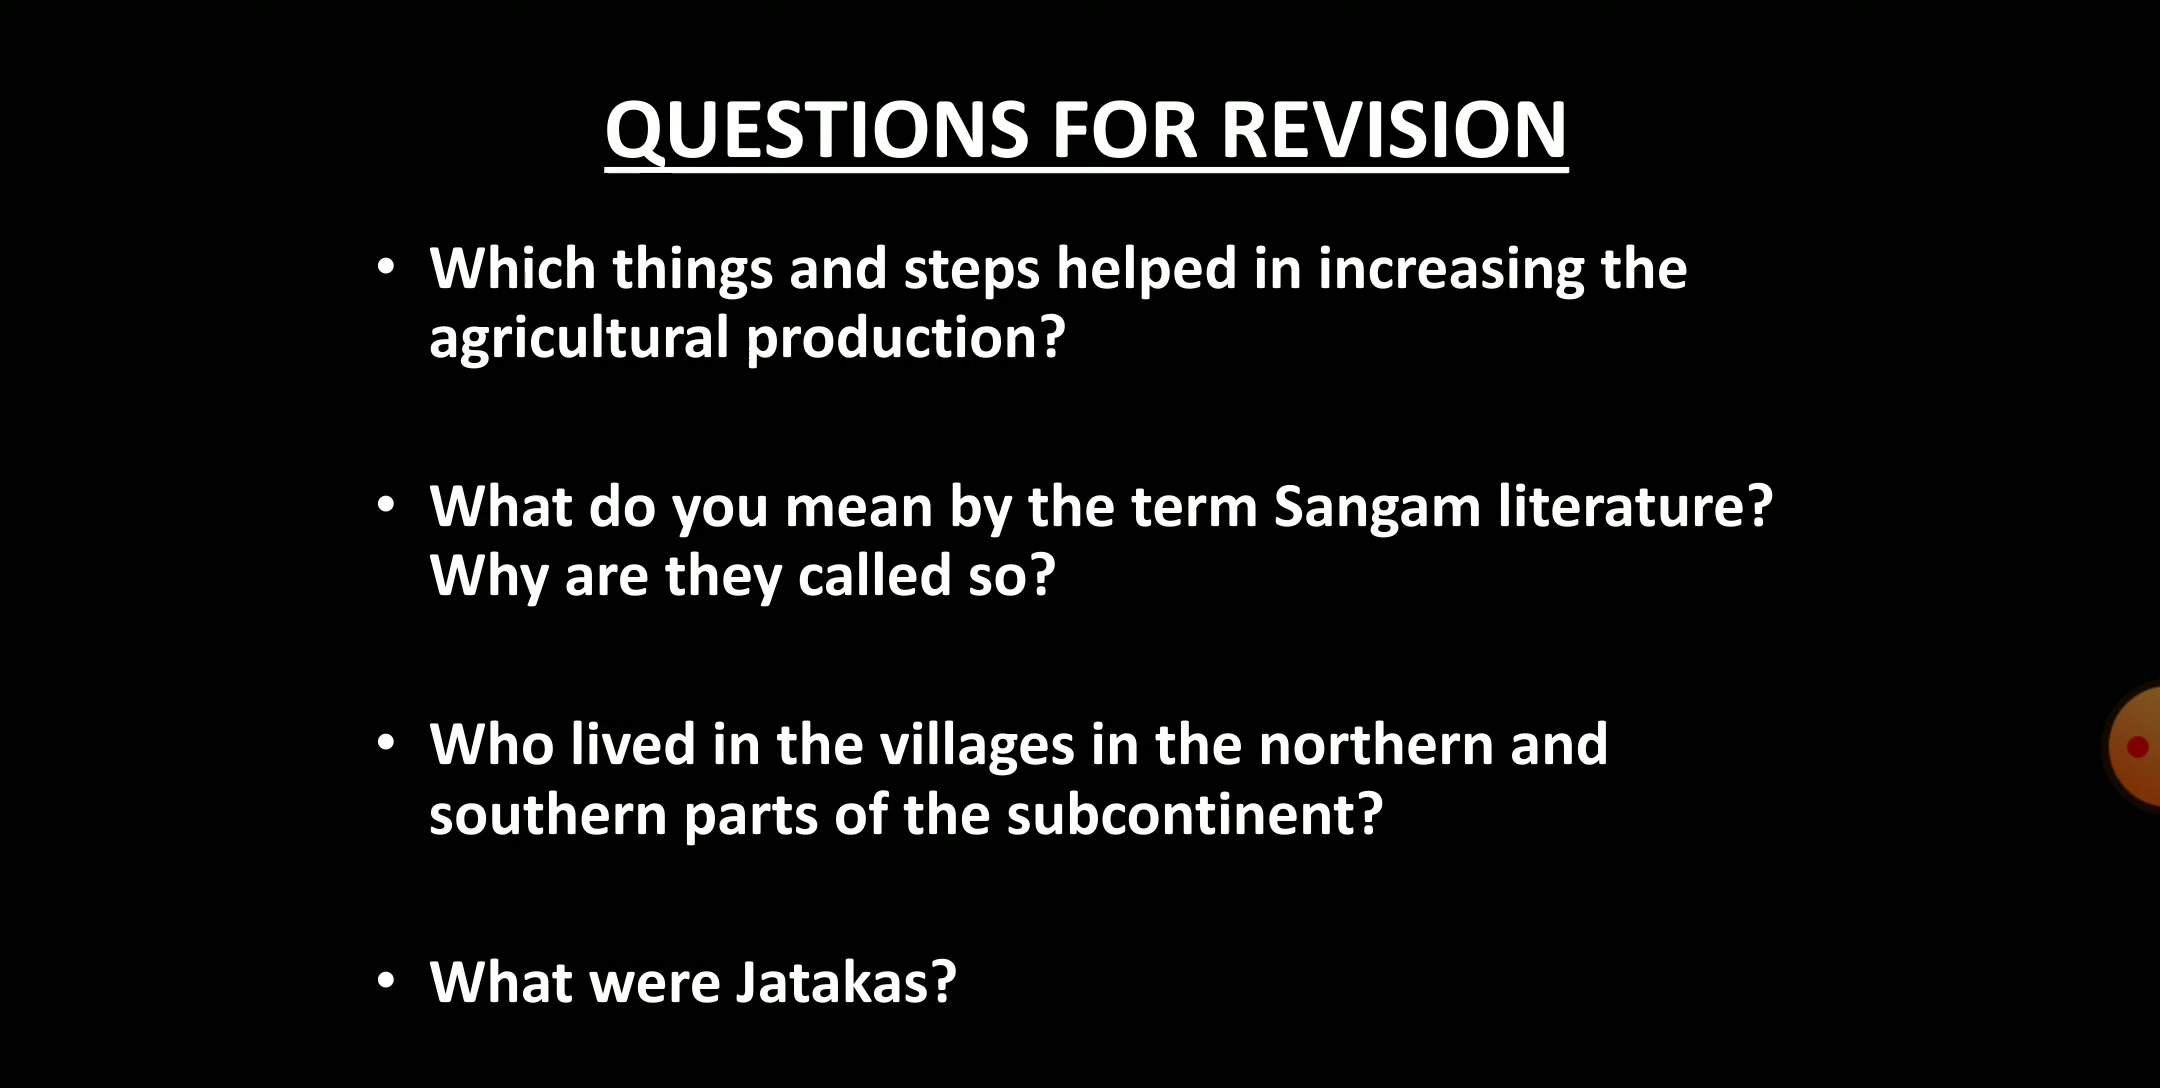 QUESTIONS FOR REVISION
• Which things and steps helped in increasing the
agricultural production?
• What do you mean by the term Sangam literature?
Why are they called so?
• Who lived in the villages in the northern and
southern parts of the subcontinent?
• What were Jatakas?